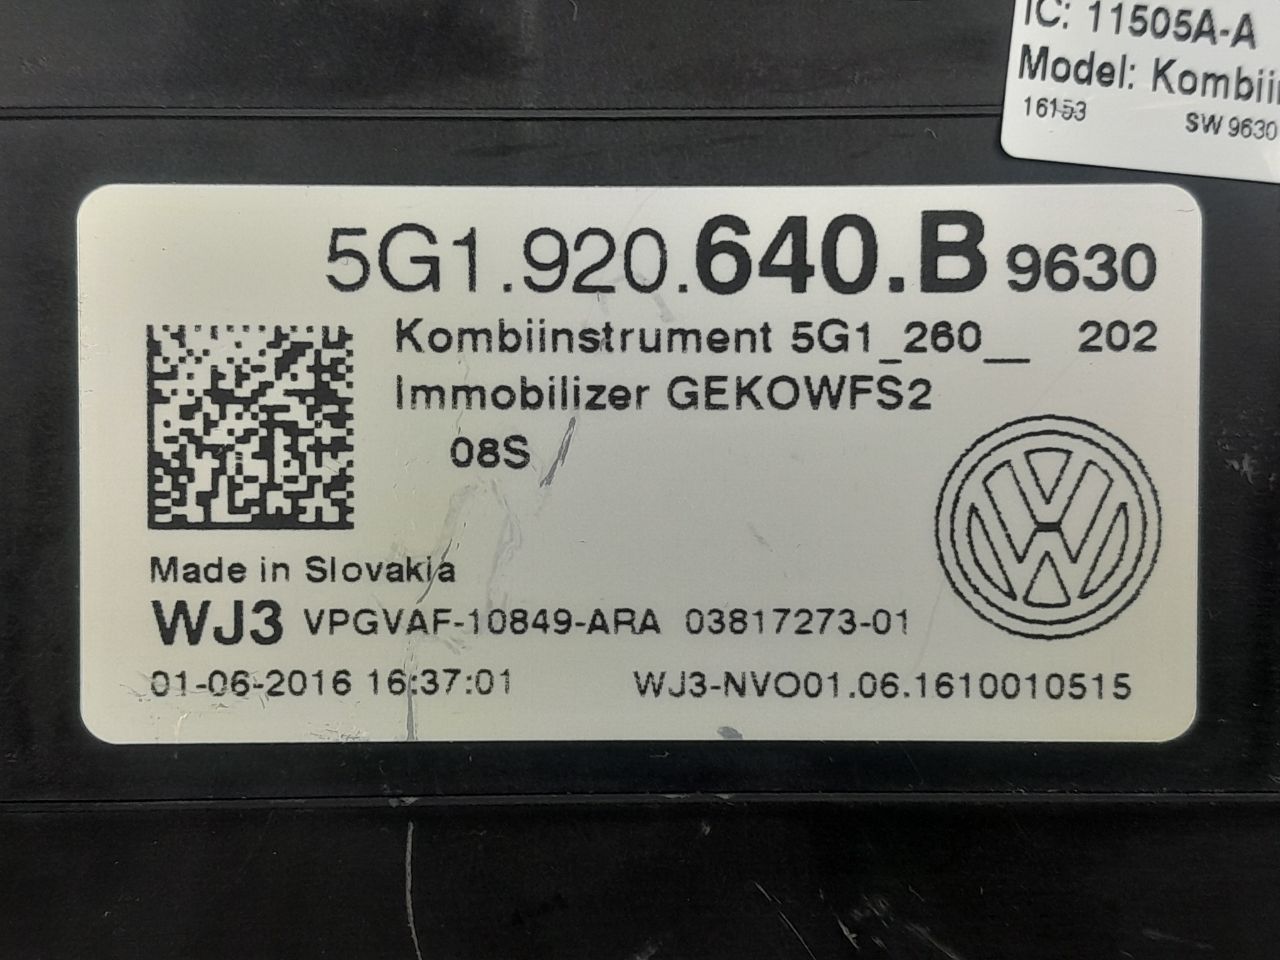 IC: 11505A-A
Model: Kombii
16153 SW 9630
5G1.920.640.B 9630
Kombiinstrument 5G1_260__ 202
Immobilizer GEKOWFS2
08S
Made in Slovakia
WJ3 VPGVAF-10849-ARA 03817273-01
01-06-2016 16:37:01 WJ3-NVO01.06.1610010515